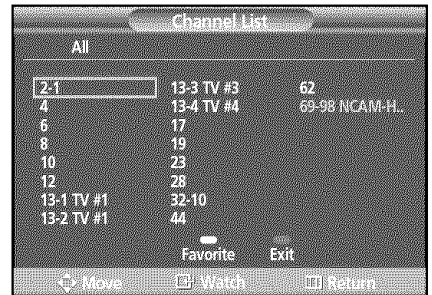 Channel List
All
2-1
4
6
8
10
12
13-1 TV #1
13-2 TV #1
13-3 TV #3
13-4 TV #4
17
19
23
28
32-10
44
62
69-98 NCAM-H..
Favorite Exit
Move Watch Return